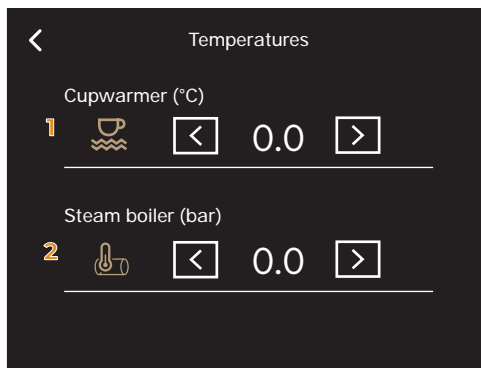 Temperatures
Cupwarmer (°C)
1
0.0
Steam boiler (bar)
2
0.0